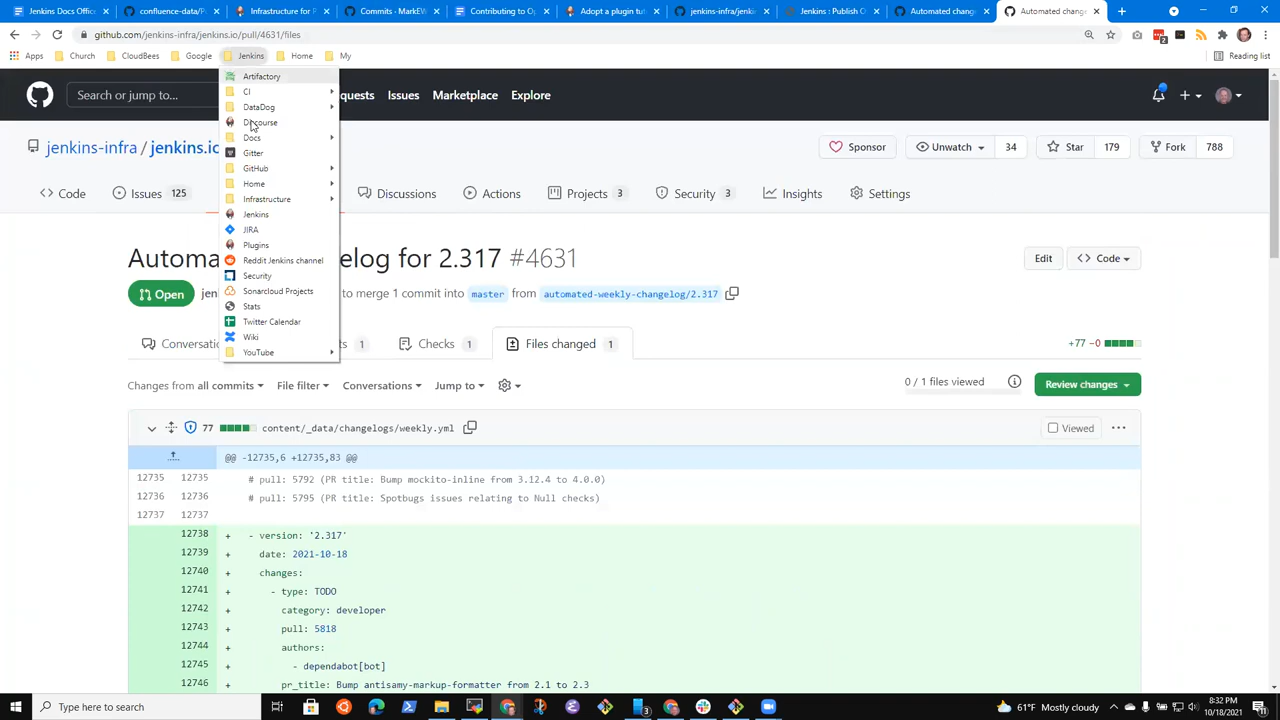 Jenkins Docs Offic
confluence-data/Po
Infrastructure for P
Commits · MarkEW
Contributing to Op
Adopt a plugin tut
jenkins-infra/jenkin
Jenkins : Publish O
Automated chang
Automated chang
github.com/jenkins-infra/jenkins.io/pull/4631/files
Apps
Church
CloudBees
Google
Jenkins
Home
My
Reading list
Search or jump to...
quests
Issues
Marketplace
Explore
Artifactory
CI
DataDog
Discourse
Docs
Gitter
GitHub
Home
Infrastructure
Jenkins
JIRA
Plugins
Reddit Jenkins channel
Security
Sonarcloud Projects
Stats
Twitter Calendar
Wiki
YouTube
jenkins-infra / jenkins.io
Sponsor
Watch 34
Star 179
Fork 788
Code
Issues 125
Discussions
Actions
Projects 3
Security 3
Insights
Settings
Automa
elog for 2.317 #4631
Edit
Code
Open
jen
to merge 1 commit into master from automated-weekly-changelog/2.317
Conversati
1
Checks 1
Files changed 1
+77 −0
Changes from all commits
File filter
Conversations
Jump to
0 / 1 files viewed
Review changes
77 content/_data/changelogs/weekly.yml
Viewed
@@ -12735,6 +12735,83 @@
12735 12735 # pull: 5792 (PR title: Bump mockito-inline from 3.12.4 to 4.0.0)
12736 12736 # pull: 5795 (PR title: Spotbugs issues relating to Null checks)
12737 12737
12738 + - version: '2.317'
12739 + date: 2021-10-18
12740 + changes:
12741 + - type: TODO
12742 + category: developer
12743 + pull: 5818
12744 + authors:
12745 + - dependabot[bot]
12746 + pr_title: Bump antisamy-markup-formatter from 2.1 to 2.3
Type here to search
61°F Mostly cloudy
8:32 PM
10/18/2021